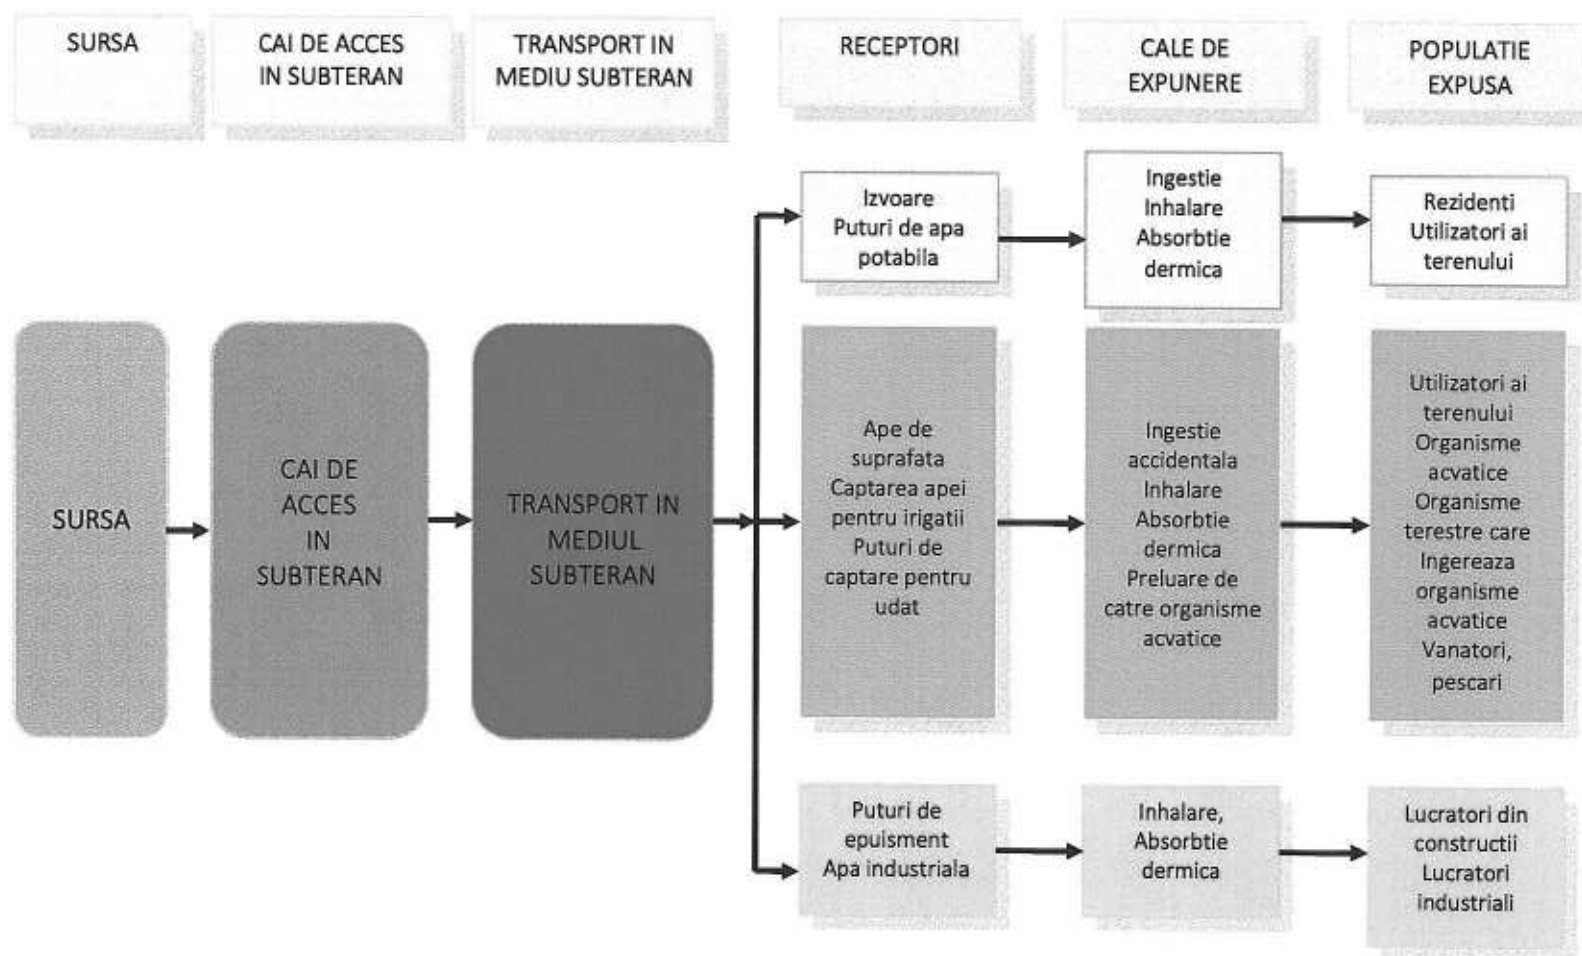 SURSA
CAI DE ACCES
IN SUBTERAN
TRANSPORT IN
MEDIU SUBTERAN
RECEPTORI
CALE DE
EXPUNERE
POPULATIE
EXPUSA
Izvoare
Puturi de apa
potabila
Ingestie
Inhalare
Absorbtie
dermica
Rezidenti
Utilizatori ai
terenului
SURSA
CAI DE
ACCES
IN
SUBTERAN
TRANSPORT IN
MEDIUL
SUBTERAN
Ape de
suprafata
Captarea apei
pentru irigatii
Puturi de
captare pentru
udat
Ingestie
accidentala
Inhalare
Absorbtie
dermica
Preluare de
catre organisme
acvatice
Utilizatori ai
terenului
Organisme
acvatice
Organisme
terestre care
Ingereaza
organisme
acvatice
Vanatori,
pescari
Puturi de
epuisment
Apa industriala
Inhalare,
Absorbtie
dermica
Lucratori din
constructii
Lucratori
industriali